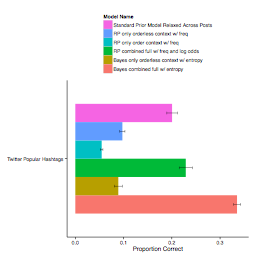 Model Name
Standard Prior Model Relaxed Across Posts
RP only orderless context w/ freq
RP only order context w/ freq
RP combined full w/ freq and log odds
Bayes only orderless context w/ entropy
Bayes combined full w/ entropy
Twitter Popular Hashtags
0.0 0.1 0.2 0.3
Proportion Correct